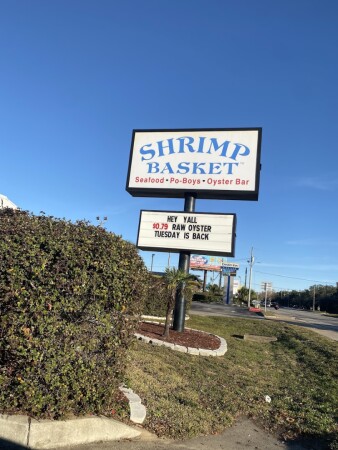 SHRIMP
BASKET
Seafood • Po-Boys • Oyster Bar
HEY YALL
$0.79 RAW OYSTER
TUESDAY IS BACK